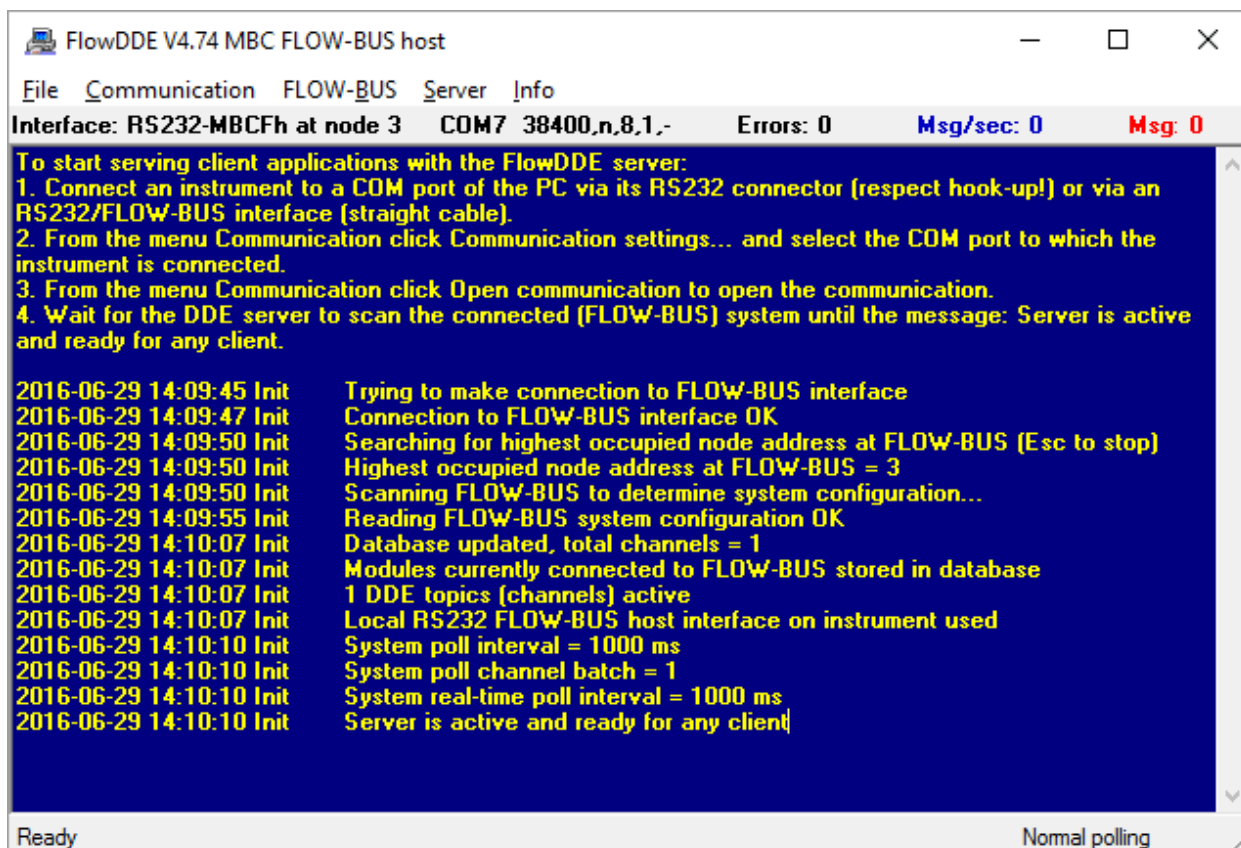 FlowDDE V4.74 MBC FLOW-BUS host
File Communication FLOW-BUS Server Info
Interface: RS232-MBCFh at node 3 COM7 38400,n,8,1,- Errors: 0 Msg/sec: 0 Msg: 0
To start serving client applications with the FlowDDE server:
1. Connect an instrument to a COM port of the PC via its RS232 connector (respect hook-up!) or via an
RS232/FLOW-BUS interface (straight cable).
2. From the menu Communication click Communication settings... and select the COM port to which the
instrument is connected.
3. From the menu Communication click Open communication to open the communication.
4. Wait for the DDE server to scan the connected (FLOW-BUS) system until the message: Server is active
and ready for any client.
2016-06-29 14:09:45 Init Trying to make connection to FLOW-BUS interface
2016-06-29 14:09:47 Init Connection to FLOW-BUS interface OK
2016-06-29 14:09:50 Init Searching for highest occupied node address at FLOW-BUS (Esc to stop)
2016-06-29 14:09:50 Init Highest occupied node address at FLOW-BUS = 3
2016-06-29 14:09:50 Init Scanning FLOW-BUS to determine system configuration...
2016-06-29 14:09:55 Init Reading FLOW-BUS system configuration OK
2016-06-29 14:10:07 Init Database updated, total channels = 1
2016-06-29 14:10:07 Init Modules currently connected to FLOW-BUS stored in database
2016-06-29 14:10:07 Init 1 DDE topics (channels) active
2016-06-29 14:10:07 Init Local RS232 FLOW-BUS host interface on instrument used
2016-06-29 14:10:10 Init System poll interval = 1000 ms
2016-06-29 14:10:10 Init System poll channel batch = 1
2016-06-29 14:10:10 Init System real-time poll interval = 1000 ms
2016-06-29 14:10:10 Init Server is active and ready for any client
Ready Normal polling